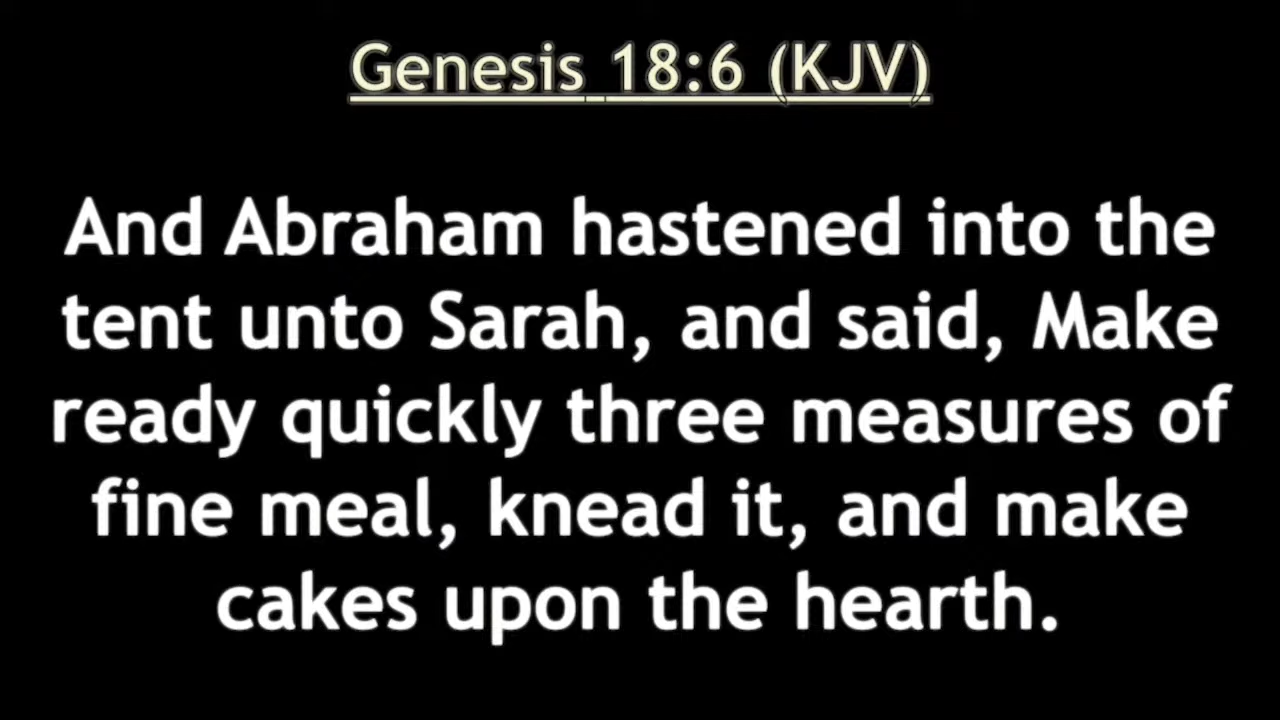 Genesis 18:6 (KJV)
And Abraham hastened into the
tent unto Sarah, and said, Make
ready quickly three measures of
fine meal, knead it, and make
cakes upon the hearth.